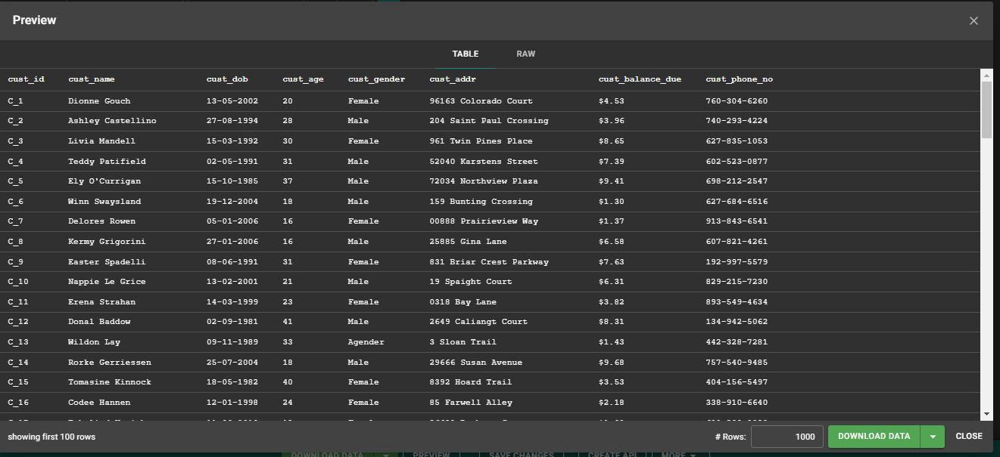 Preview
TABLE RAW
cust_id cust_name cust_dob cust_age cust_gender cust_addr cust_balance_due cust_phone_no
C_1 Dionne Gouch 13-05-2002 20 Female 96163 Colorado Court $4.53 760-304-6260
C_2 Ashley Castellino 27-08-1994 28 Male 204 Saint Paul Crossing $3.96 740-293-4224
C_3 Livia Mandell 15-03-1992 30 Female 961 Twin Pines Place $8.65 627-835-1053
C_4 Teddy Patifield 02-05-1991 31 Male 52040 Karstens Street $7.39 602-523-0877
C_5 Ely O'Currigan 15-10-1985 37 Male 72034 Northview Plaza $9.41 698-212-2547
C_6 Winn Swaysland 19-12-2004 18 Male 159 Bunting Crossing $1.30 627-684-6516
C_7 Delores Rowen 05-01-2006 16 Female 00888 Prairieview Way $1.37 913-843-6541
C_8 Kermy Grigorini 27-01-2006 16 Male 25885 Gina Lane $6.58 607-821-4261
C_9 Easter Spadelli 08-06-1991 31 Female 831 Briar Crest Parkway $7.63 192-997-5579
C_10 Nappie Le Grice 13-02-2001 21 Male 19 Spaight Court $6.31 829-215-7230
C_11 Erena Strahan 14-03-1999 23 Female 0318 Bay Lane $3.82 893-549-4634
C_12 Donal Baddow 02-09-1981 41 Male 2649 Caliangt Court $8.31 134-942-5062
C_13 Wildon Lay 09-11-1989 33 Agender 3 Sloan Trail $1.43 442-328-7281
C_14 Rorke Gerriessen 25-07-2004 18 Male 29666 Susan Avenue $9.68 757-540-9485
C_15 Tomasine Kinnock 18-05-1982 40 Female 8392 Hoard Trail $3.53 404-156-5497
C_16 Codee Hannen 12-01-1998 24 Female 85 Farwell Alley $2.18 338-910-6640
showing first 100 rows # Rows: 1000 DOWNLOAD DATA CLOSE
DOWNLOAD DATA PREVIEW SAVE CHANGES CREATE API MORE